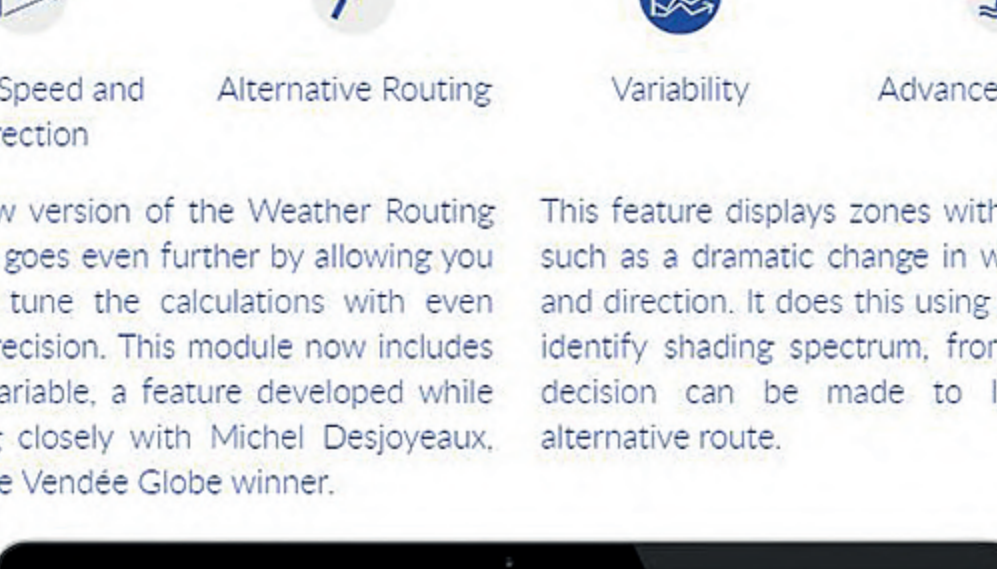 Speed and
rection
Alternative Routing
Variability
Advance
w version of the Weather Routing
goes even further by allowing you
tune the calculations with even
recision. This module now includes
ariable, a feature developed while
g closely with Michel Desjoyeaux,
e Vendée Globe winner.
This feature displays zones with
such as a dramatic change in w
and direction. It does this using
identify shading spectrum, from
decision can be made to
alternative route.